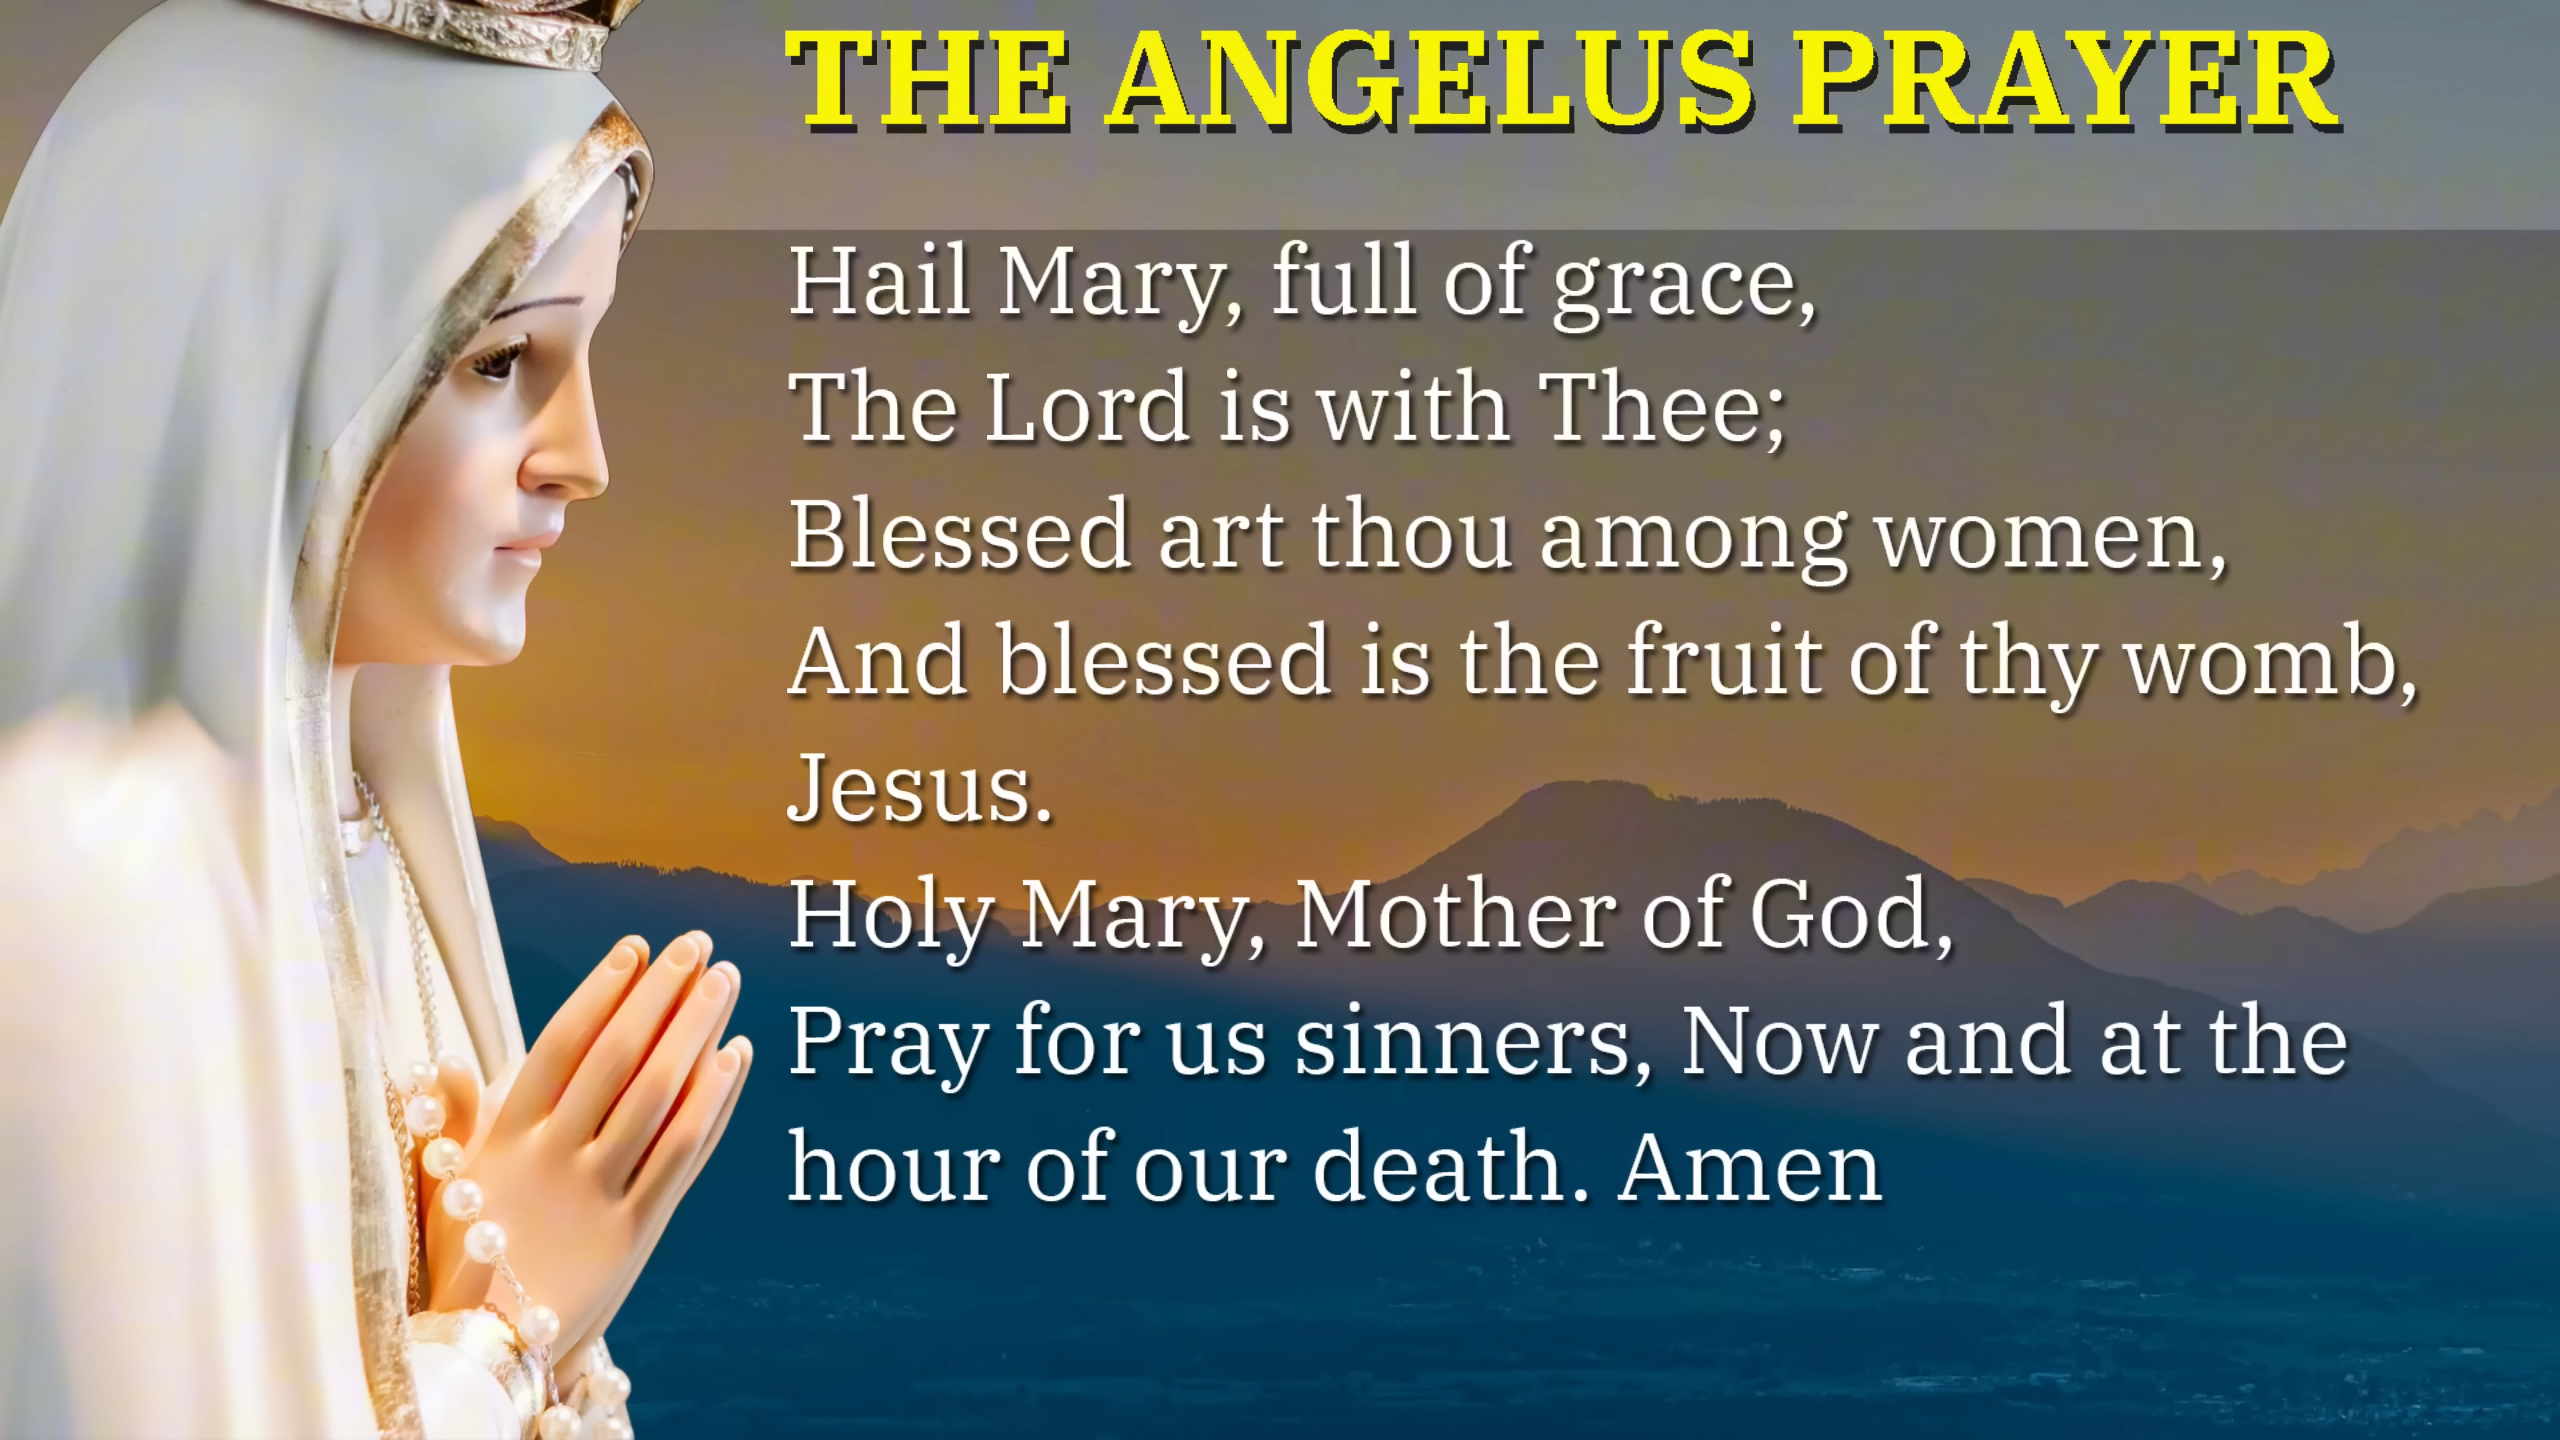 THE ANGELUS PRAYER
Hail Mary, full of grace,
The Lord is with Thee;
Blessed art thou among women,
And blessed is the fruit of thy womb,
Jesus.
Holy Mary, Mother of God,
Pray for us sinners, Now and at the
hour of our death. Amen